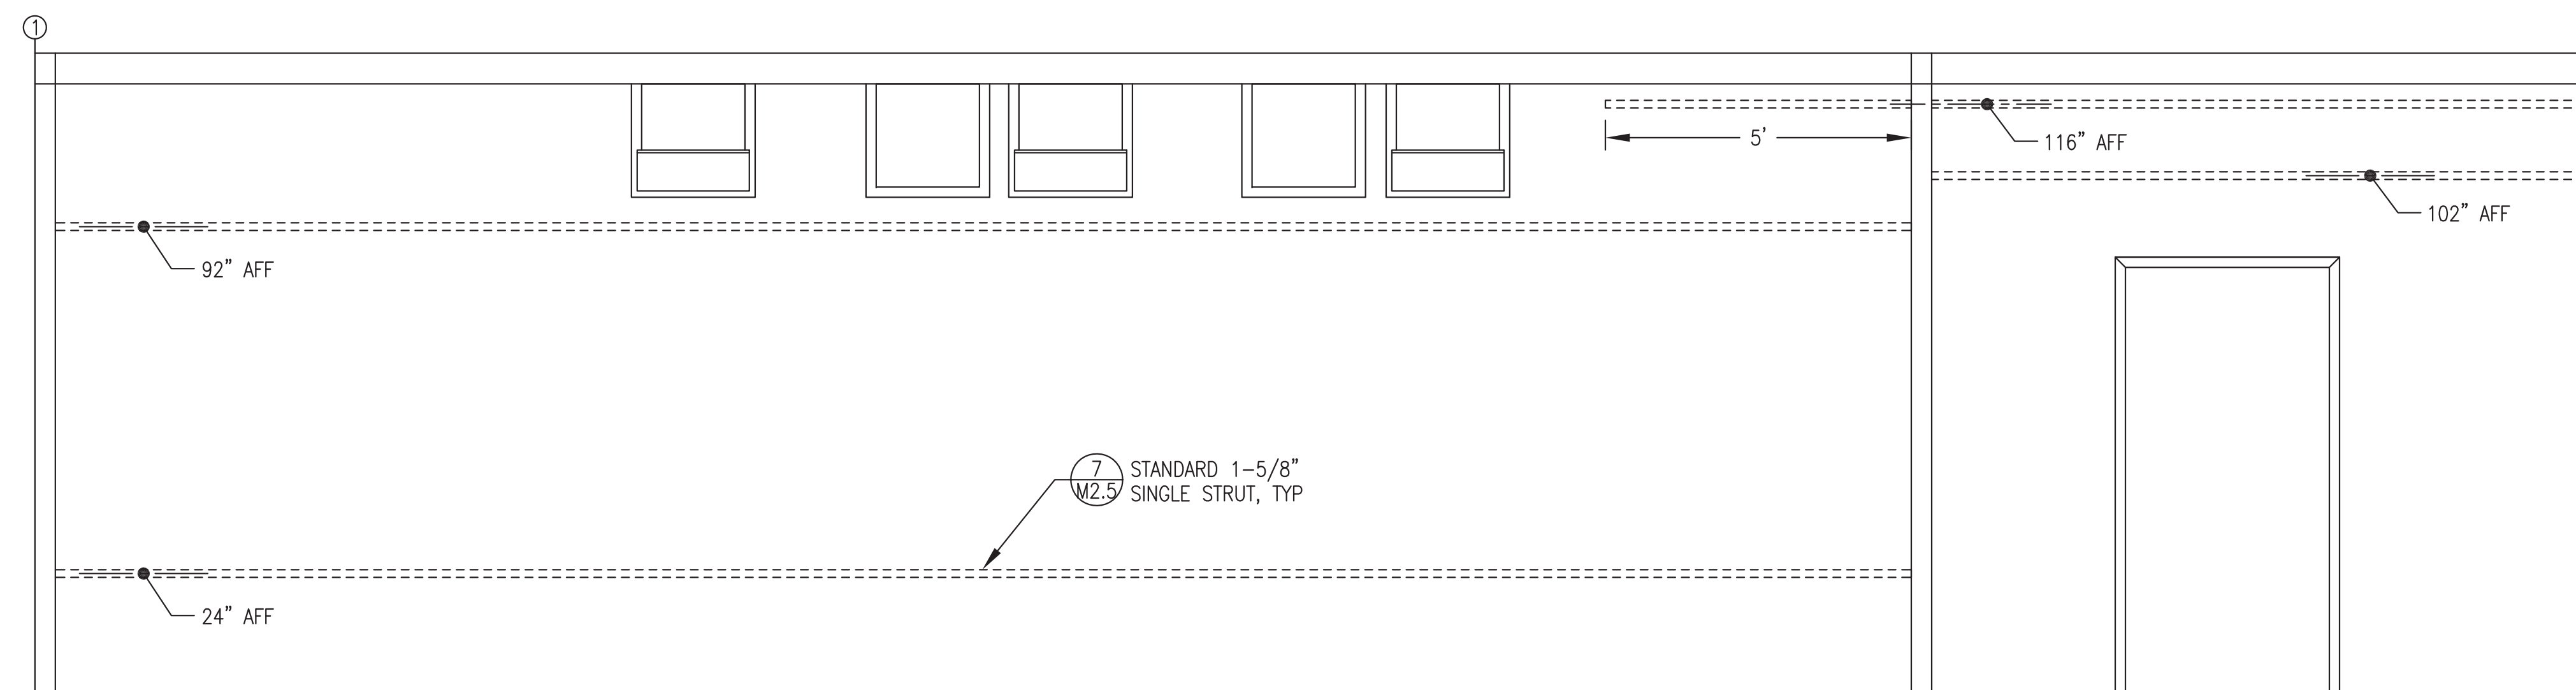 1
5'
116" AFF
102" AFF
92" AFF
7
M2.5
STANDARD 1-5/8"
SINGLE STRUT, TYP
24" AFF